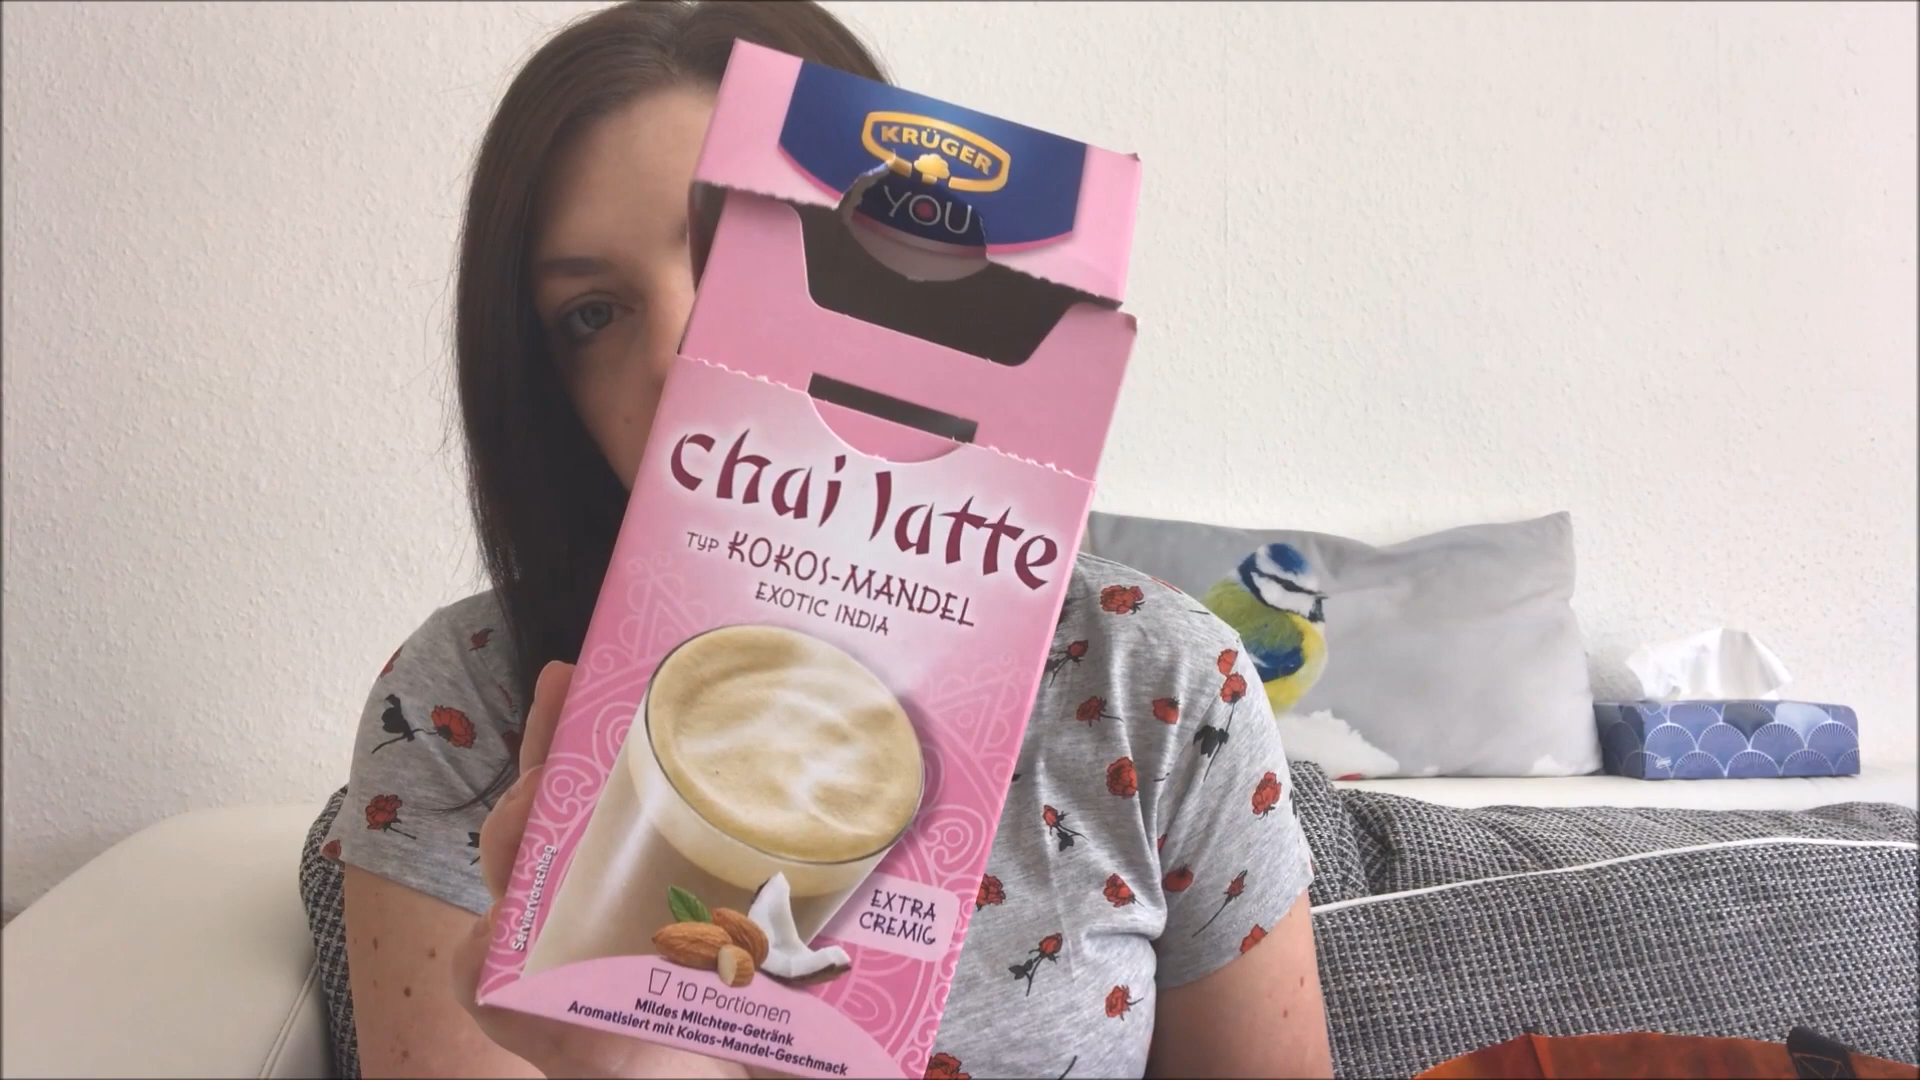 KRÜGER
YOU
chai latte
TYP KOKOS-MANDEL
EXOTIC INDIA
EXTRA
CREMIG
Serviervorschlag
10 Portionen
Mildes Milchtee-Getränk
Aromatisiert mit Kokos-Mandel-Geschmack